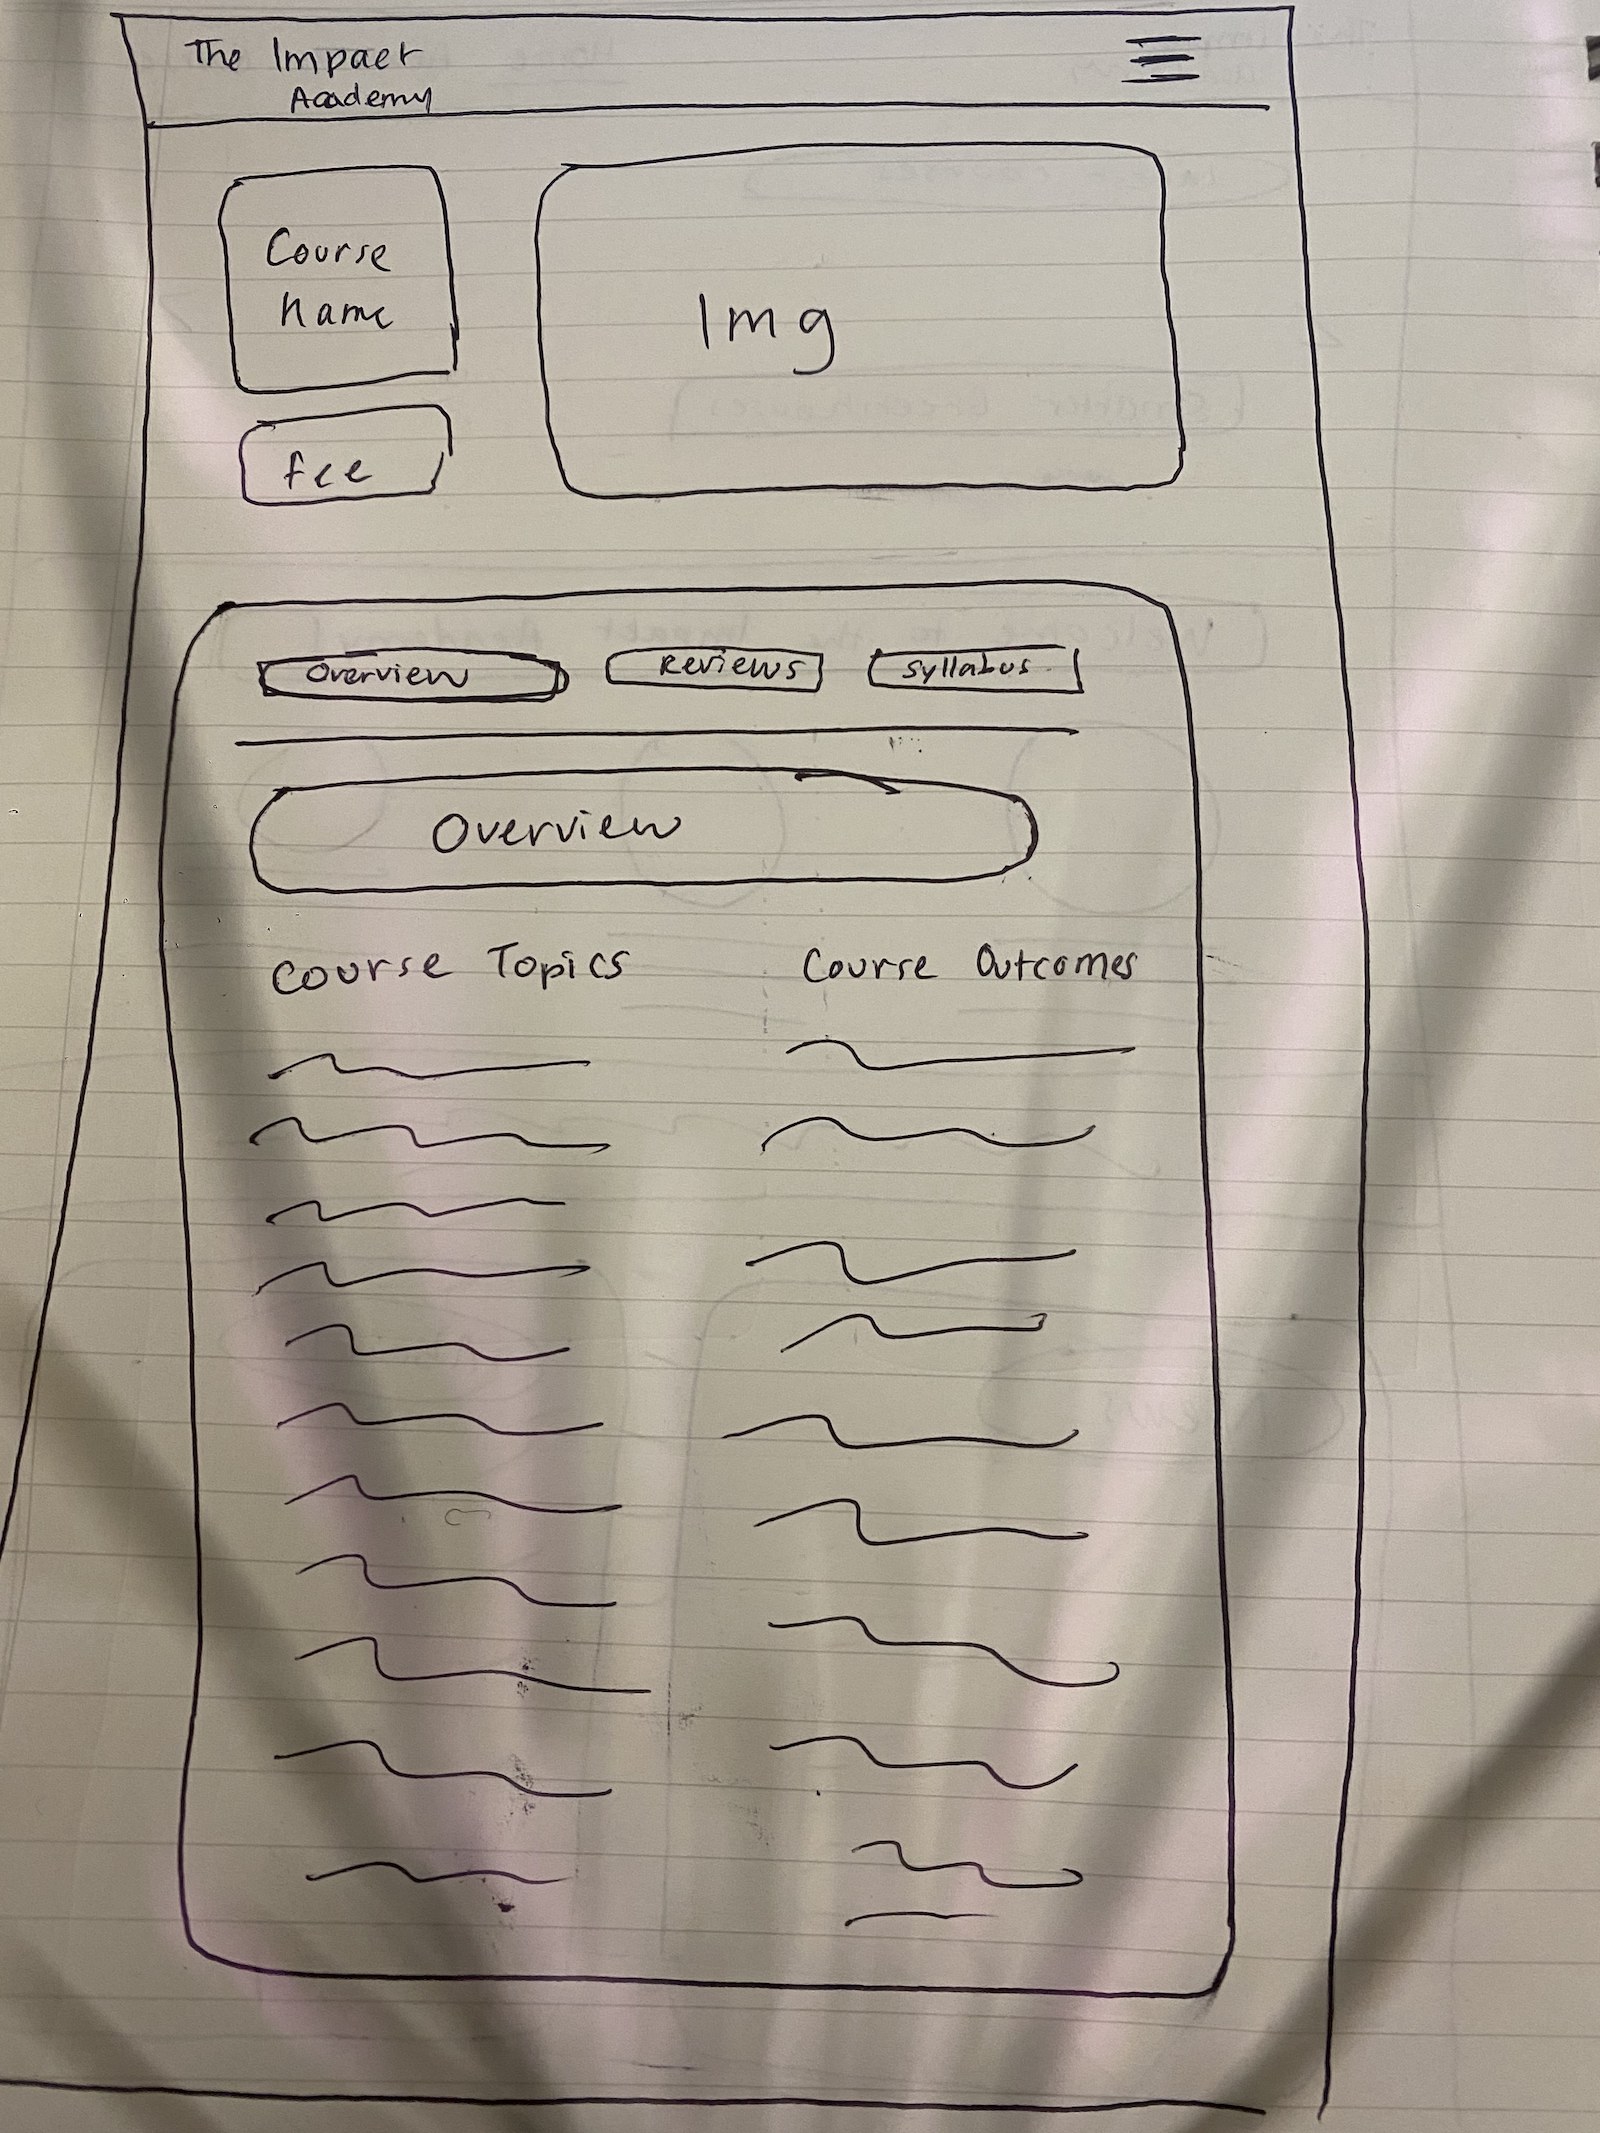 The Impact
Academy
Course
name
Img
fee
Overview
Reviews
Syllabus
Overview
Course Topics
Course Outcomes